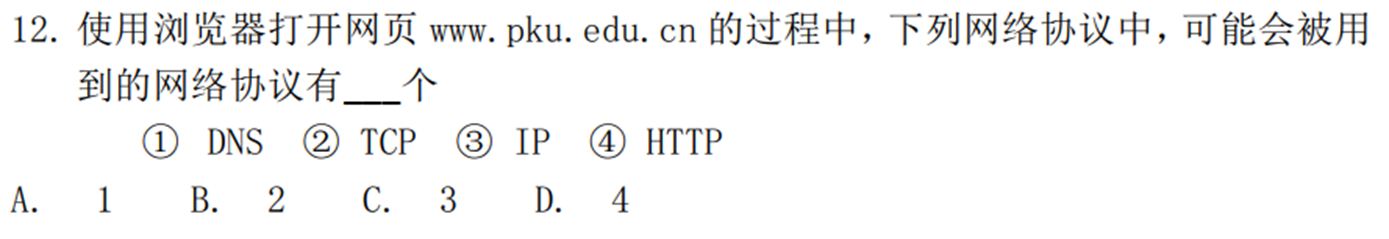 12. 使用浏览器打开网页 www.pku.edu.cn 的过程中，下列网络协议中，可能会被用
到的网络协议有___个
① DNS ② TCP ③ IP ④ HTTP
A. 1 B. 2 C. 3 D. 4